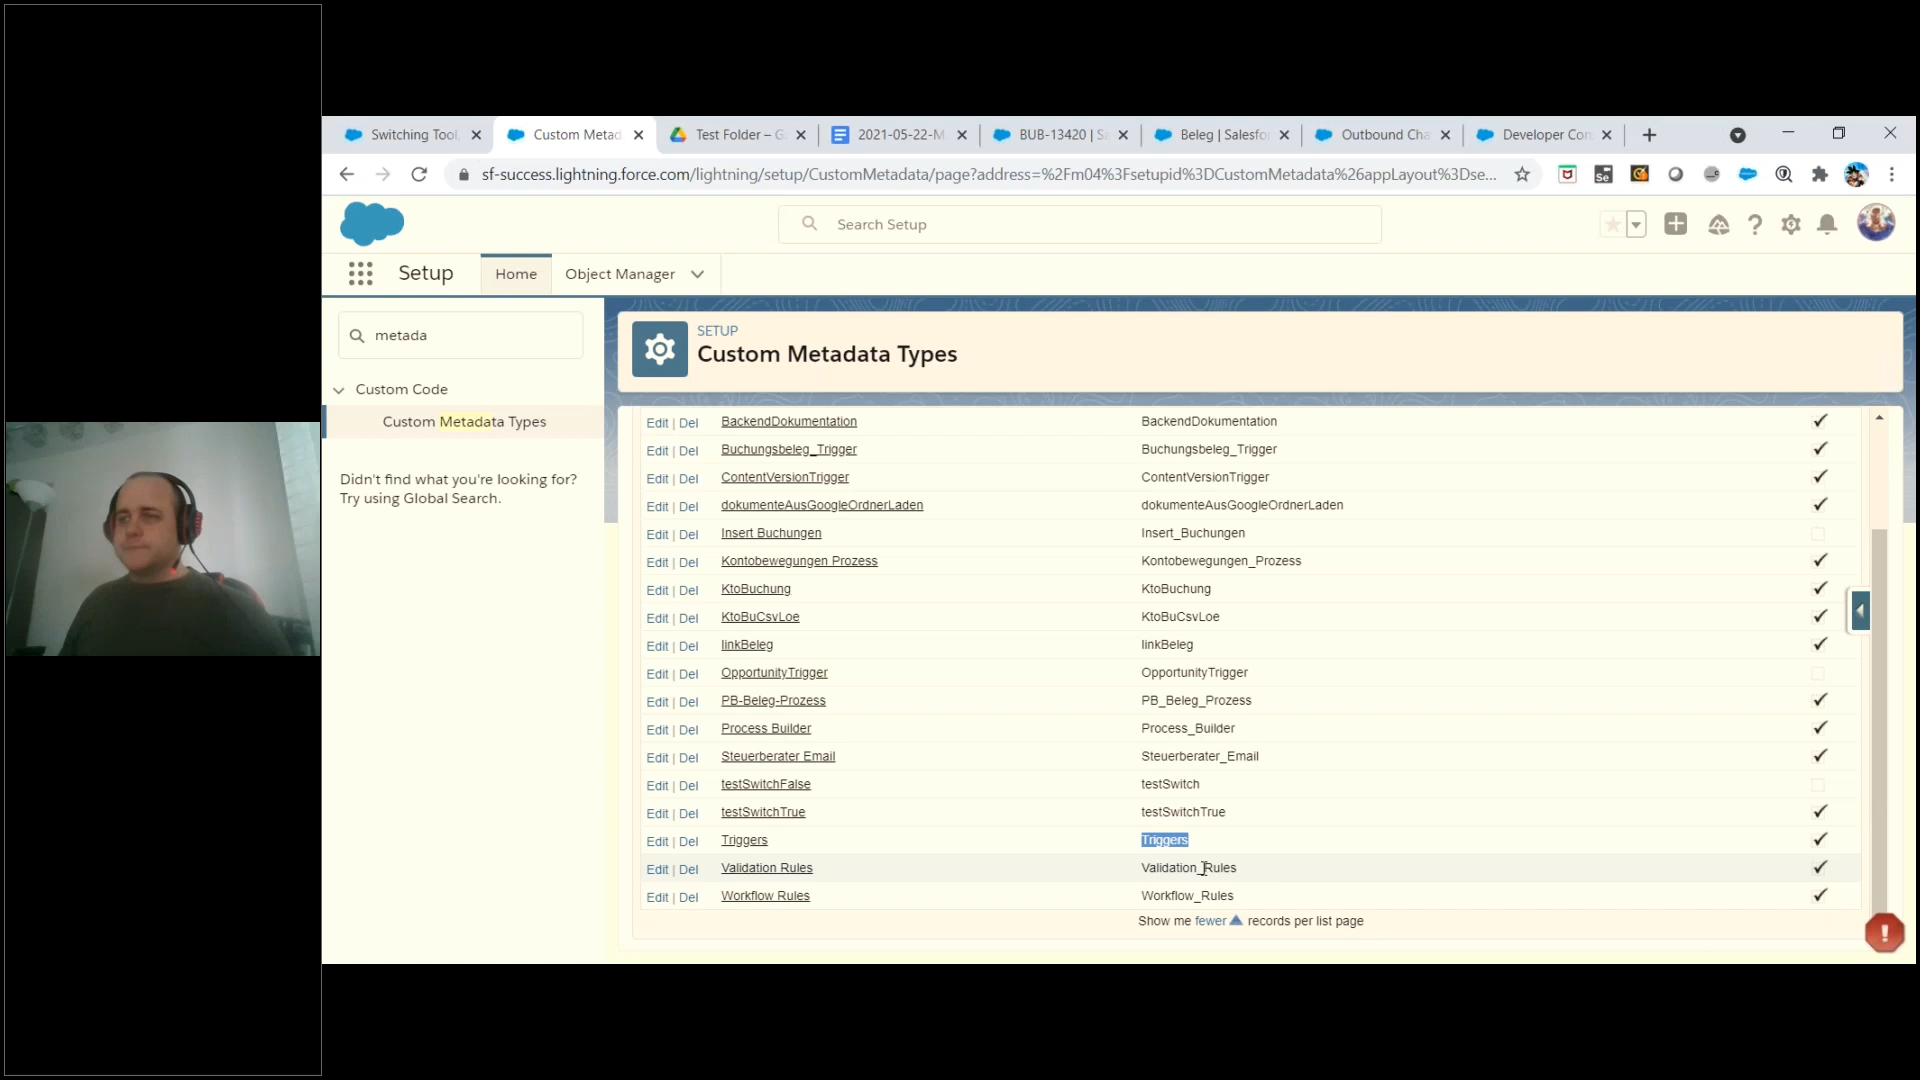 Switching Tool,
Custom Metad
Test Folder – G
2021-05-22-M
BUB-13420 | S
Beleg | Salesfo
Outbound Cha
Developer Con
sf-success.lightning.force.com/lightning/setup/CustomMetadata/page?address=%2Fm04%3Fsetupid%3DCustomMetadata%26appLayout%3Dse...
Search Setup
Setup
Home
Object Manager
metada
Custom Code
Custom Metadata Types
Didn't find what you're looking for?
Try using Global Search.
SETUP
Custom Metadata Types
Edit | Del BackendDokumentation BackendDokumentation
Edit | Del Buchungsbeleg_Trigger Buchungsbeleg_Trigger
Edit | Del ContentVersionTrigger ContentVersionTrigger
Edit | Del dokumenteAusGoogleOrdnerLaden dokumenteAusGoogleOrdnerLaden
Edit | Del Insert Buchungen Insert_Buchungen
Edit | Del Kontobewegungen Prozess Kontobewegungen_Prozess
Edit | Del KtoBuchung KtoBuchung
Edit | Del KtoBuCsvLoe KtoBuCsvLoe
Edit | Del linkBeleg linkBeleg
Edit | Del OpportunityTrigger OpportunityTrigger
Edit | Del PB-Beleg-Prozess PB_Beleg_Prozess
Edit | Del Process Builder Process_Builder
Edit | Del Steuerberater Email Steuerberater_Email
Edit | Del testSwitchFalse testSwitch
Edit | Del testSwitchTrue testSwitchTrue
Edit | Del Triggers Triggers
Edit | Del Validation Rules Validation_Rules
Edit | Del Workflow Rules Workflow_Rules
Show me fewer records per list page